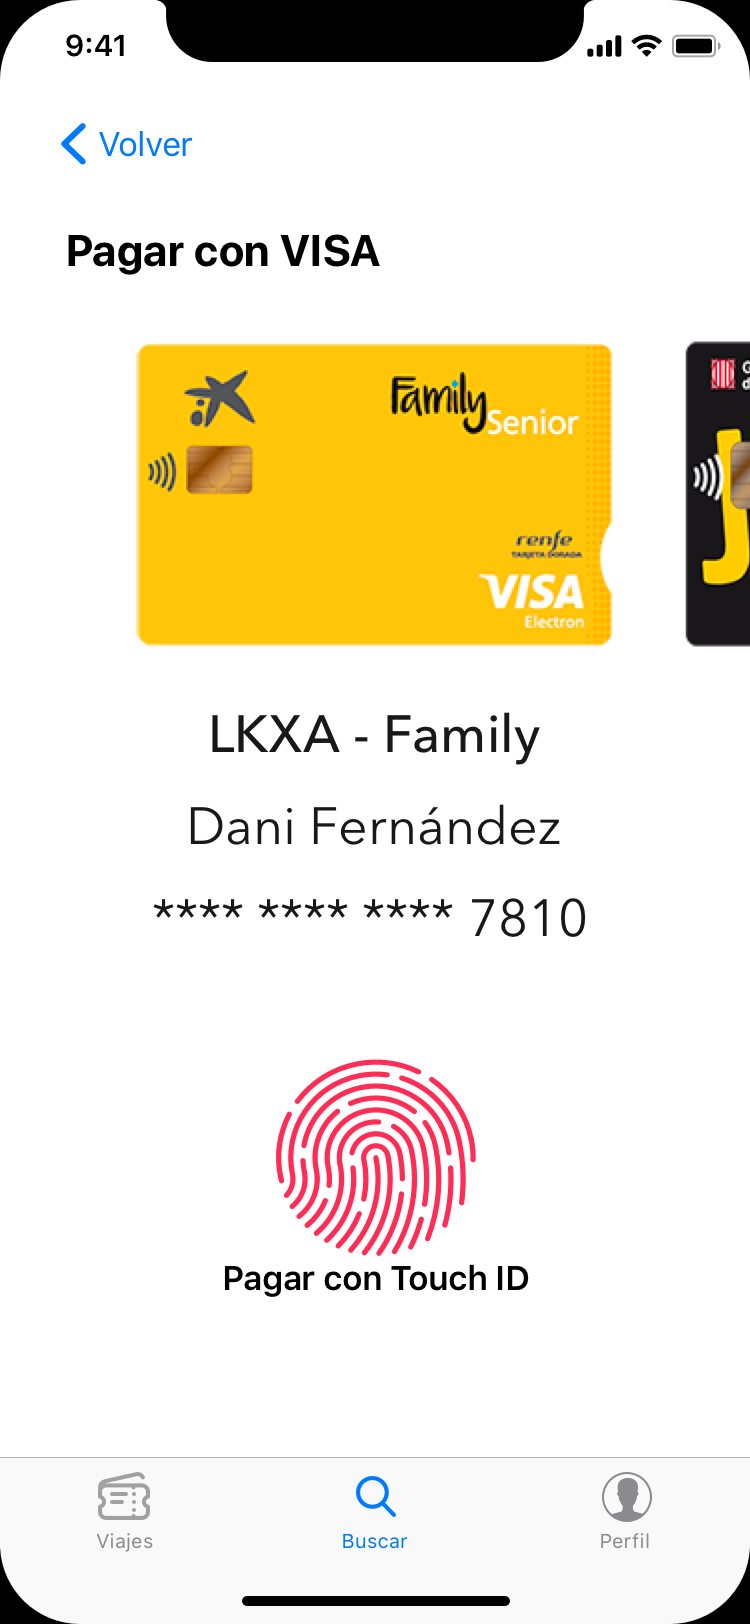 9:41
Volver
Pagar con VISA
Family
Senior
renfe
TARJETA DORADA
VISA
Electron
LKXA - Family
Dani Fernández
**** **** **** 7810
Pagar con Touch ID
Viajes
Buscar
Perfil